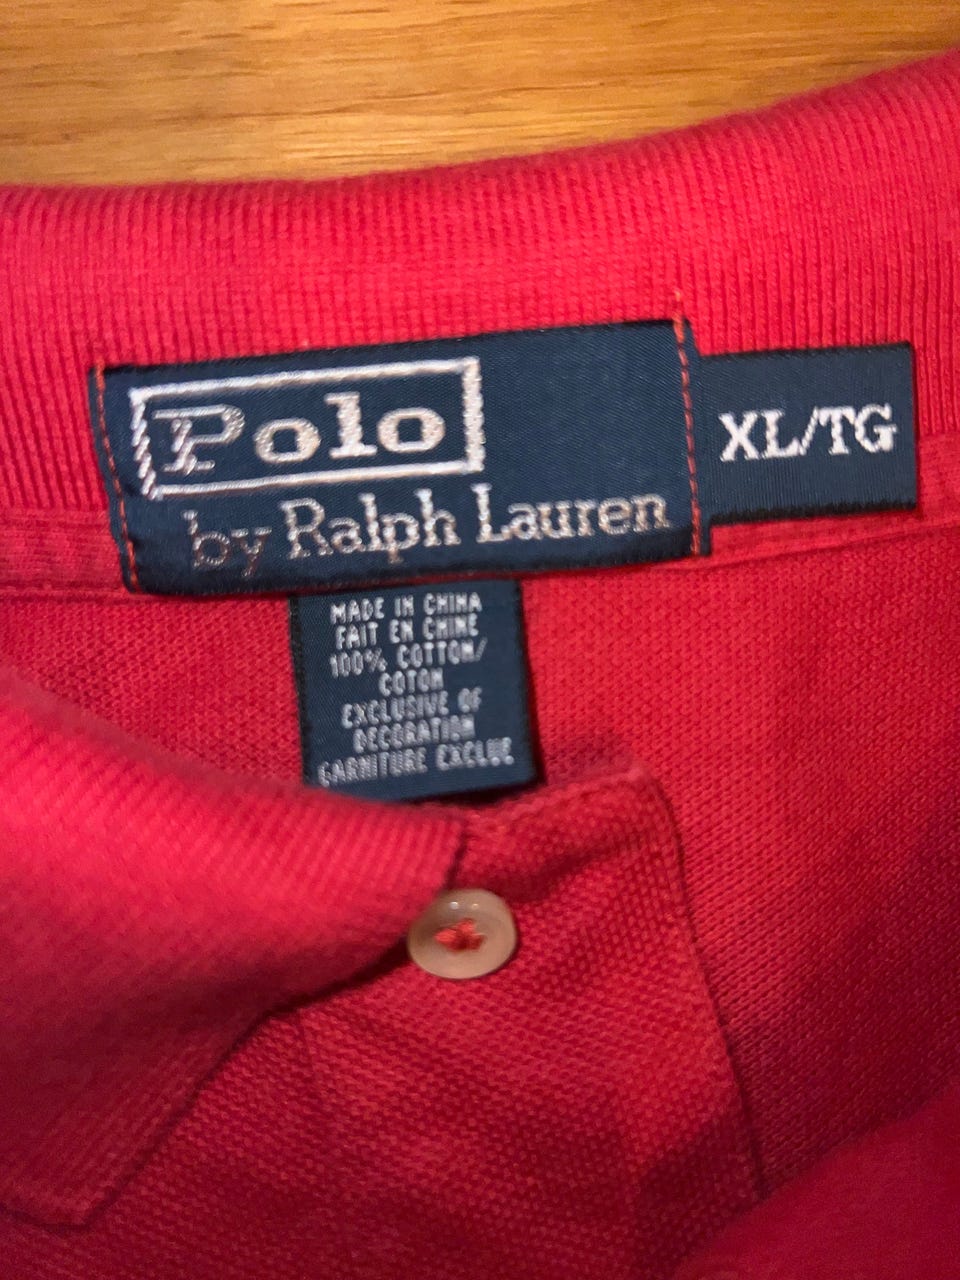 Polo
by Ralph Lauren
XL/TG
MADE IN CHINA
FAIT EN CHINE
100% COTTON/
COTON
EXCLUSIVE OF
DECORATION
GARNITURE EXCLUE